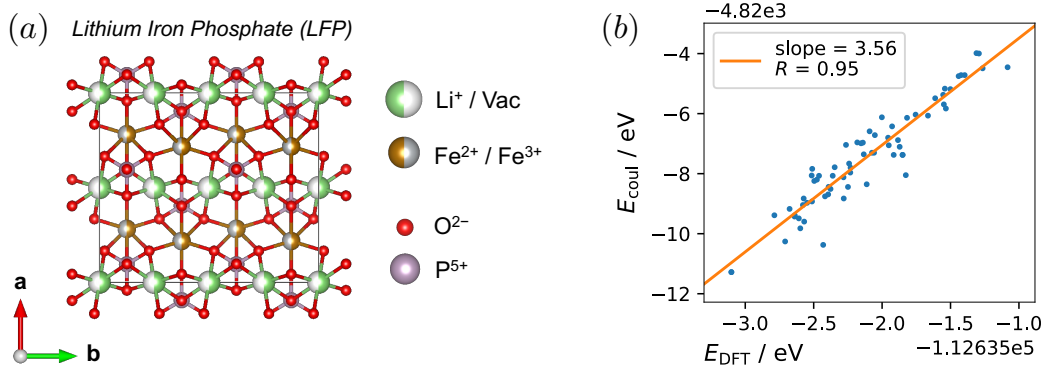 (a) Lithium Iron Phosphate (LFP)
Li⁺ / Vac
Fe²⁺ / Fe³⁺
O²⁻
P⁵⁺
a
b
(b)
−4.82e3
slope = 3.56
R = 0.95
−4
−6
−8
−10
−12
E_coul / eV
−3.0 −2.5 −2.0 −1.5 −1.0
E_DFT / eV
−1.12635e5